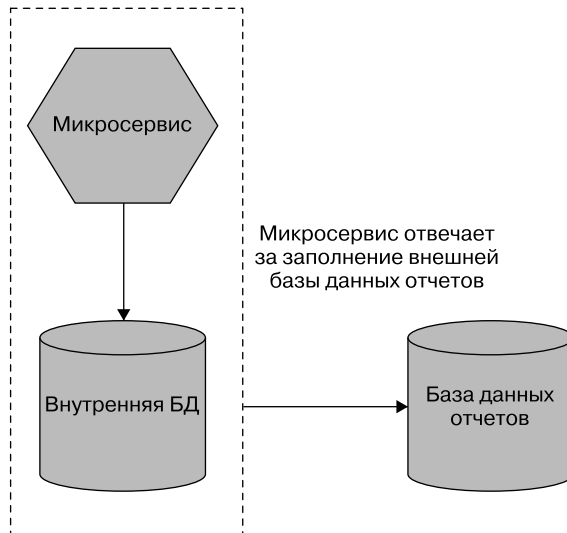 Микросервис
Микросервис отвечает
за заполнение внешней
базы данных отчетов
Внутренняя БД
База данных
отчетов